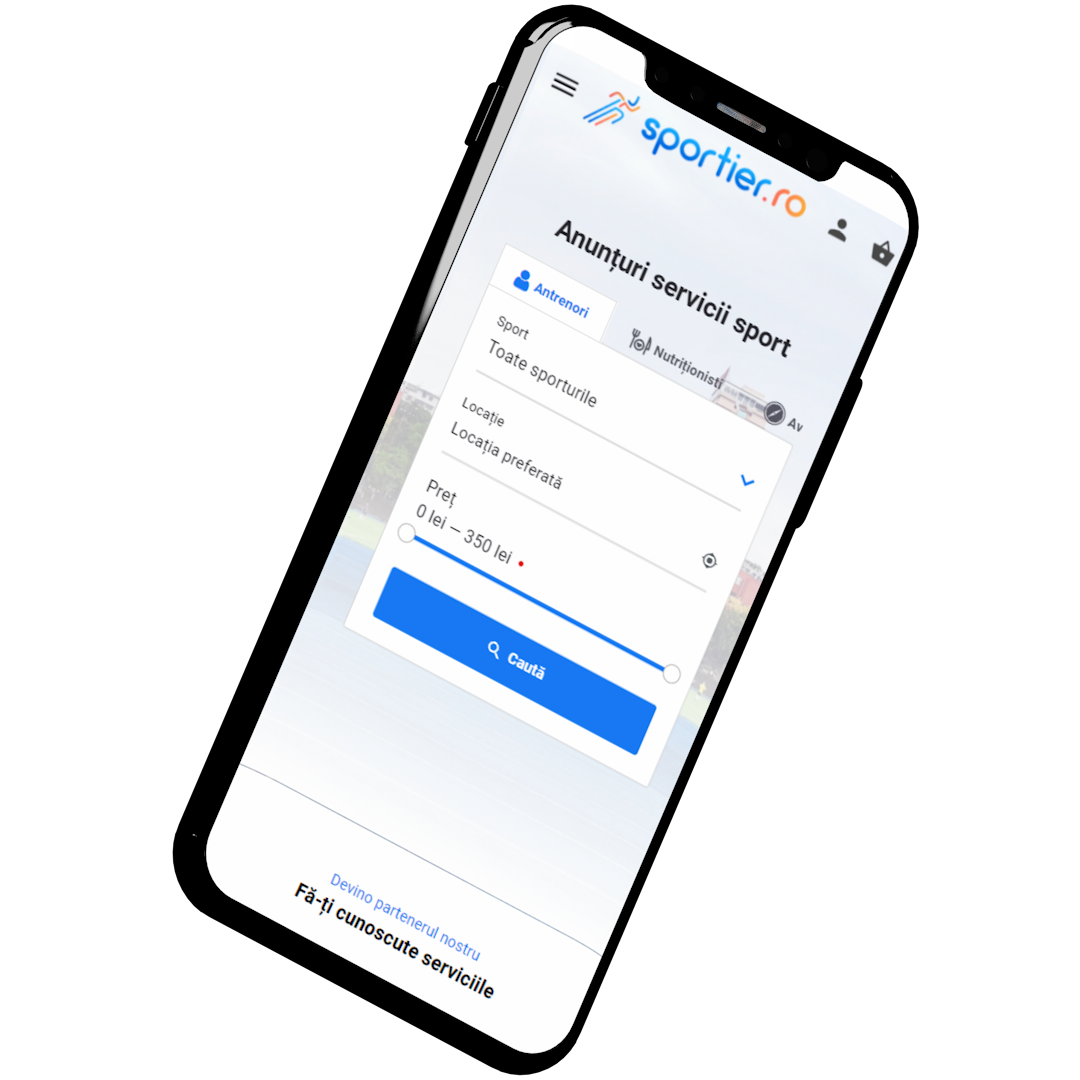 sportier.ro
Anunțuri servicii sport
Antrenori
Nutriționisti
Av
Sport
Toate sporturile
Locație
Locația preferată
Preț
0 lei – 350 lei
Caută
Devino partenerul nostru
Fă-ți cunoscute serviciile